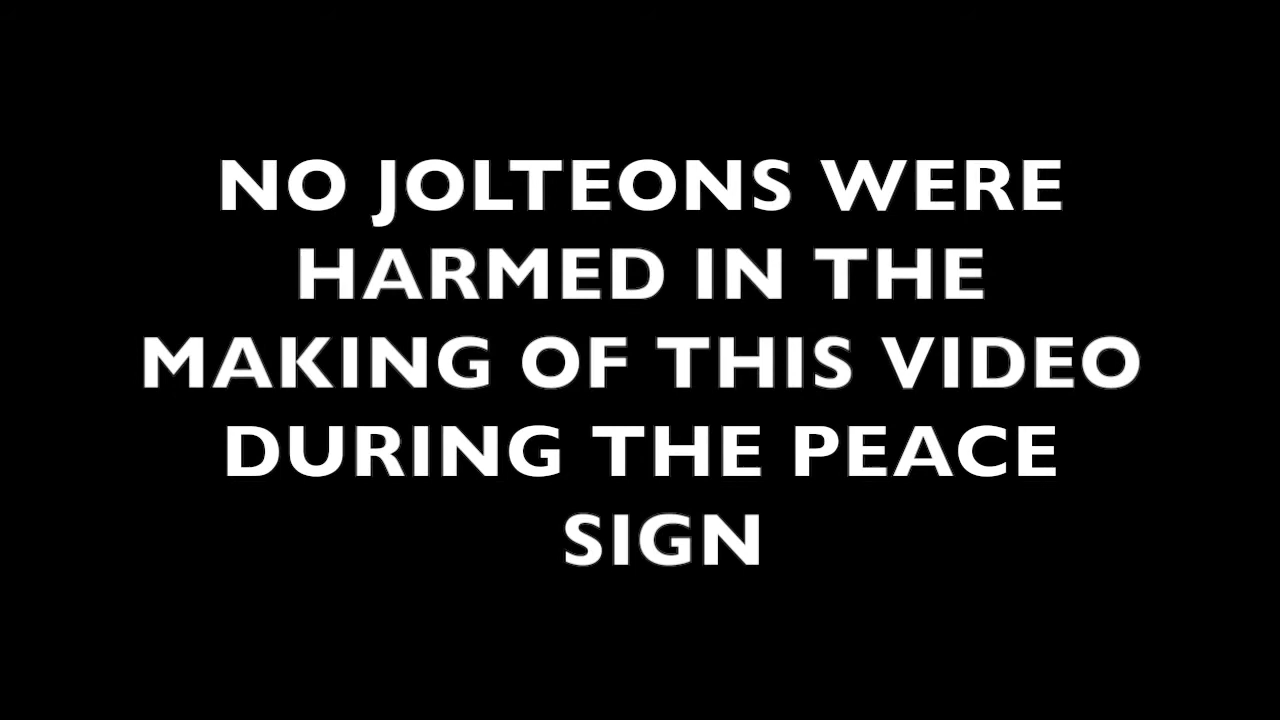 NO JOLTEONS WERE
HARMED IN THE
MAKING OF THIS VIDEO
DURING THE PEACE
SIGN